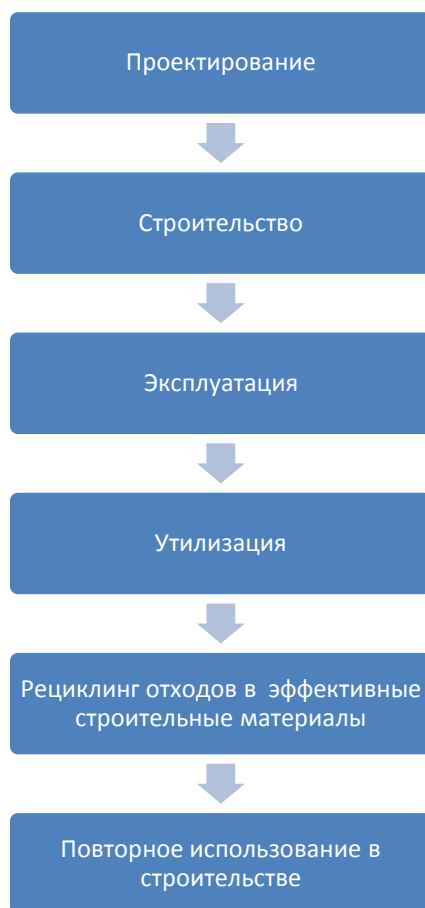 Проектирование
Строительство
Эксплуатация
Утилизация
Рециклинг отходов в эффективные
строительные материалы
Повторное использование в
строительстве